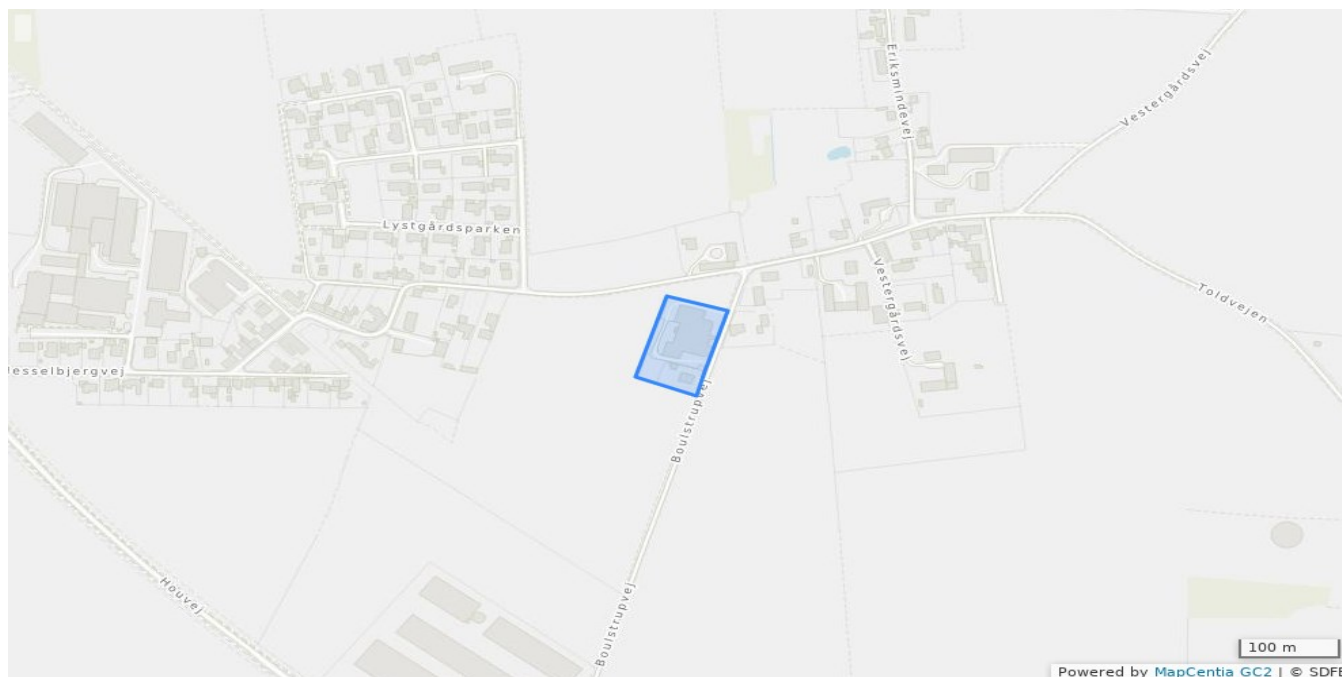 Eriksmindevej
Vestergårdsvej
Lystgårdsparken
Vestergårdsvej
Toldvejen
Hesselbjergvej
Boulstrupvej
Houvej
Boulstrupvej
100 m
Powered by MapCentia GC2 | © SDFE